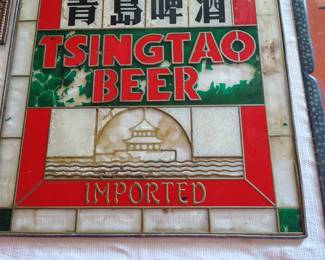 青島啤酒
TSINGTAO
BEER
IMPORTED